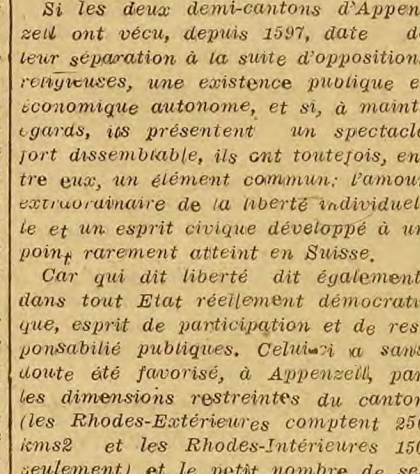 Si les deux demi-cantons d'Appen-
zell ont vécu, depuis 1597, date d
leur séparation à la suite d'opposition
religieuses, une existence publique e
économique autonome, et si, à maint
egards, ils présentent un spectacle
fort dissemblable, ils ont toutefois, en
tre eux, un élément commun: l'amou
extraordinaire de la liberté individuel
le et un esprit civique développé à un
point rarement atteint en Suisse.
Car qui dit liberté dit également
dans tout Etat réellement démocrati
que, esprit de participation et de res
ponsabilié publiques. Celui-ci a sans
doute été favorisé, à Appenzell, par
les dimensions restreintes du canton
(les Rhodes-Extérieures comptent 25
kms2 et les Rhodes-Intérieures 15
seulement) et le petit nombre de